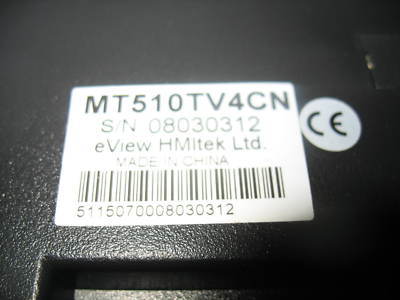 MT510TV4CN
S/N 08030312
eView HMItek Ltd.
MADE IN CHINA
5115070008030312
CE